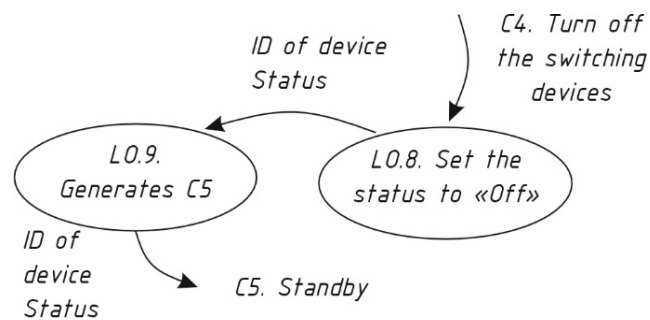 C4. Turn off
the switching
devices
ID of device
Status
LO.9.
Generates C5
LO.8. Set the
status to «Off»
ID of
device
Status
C5. Standby